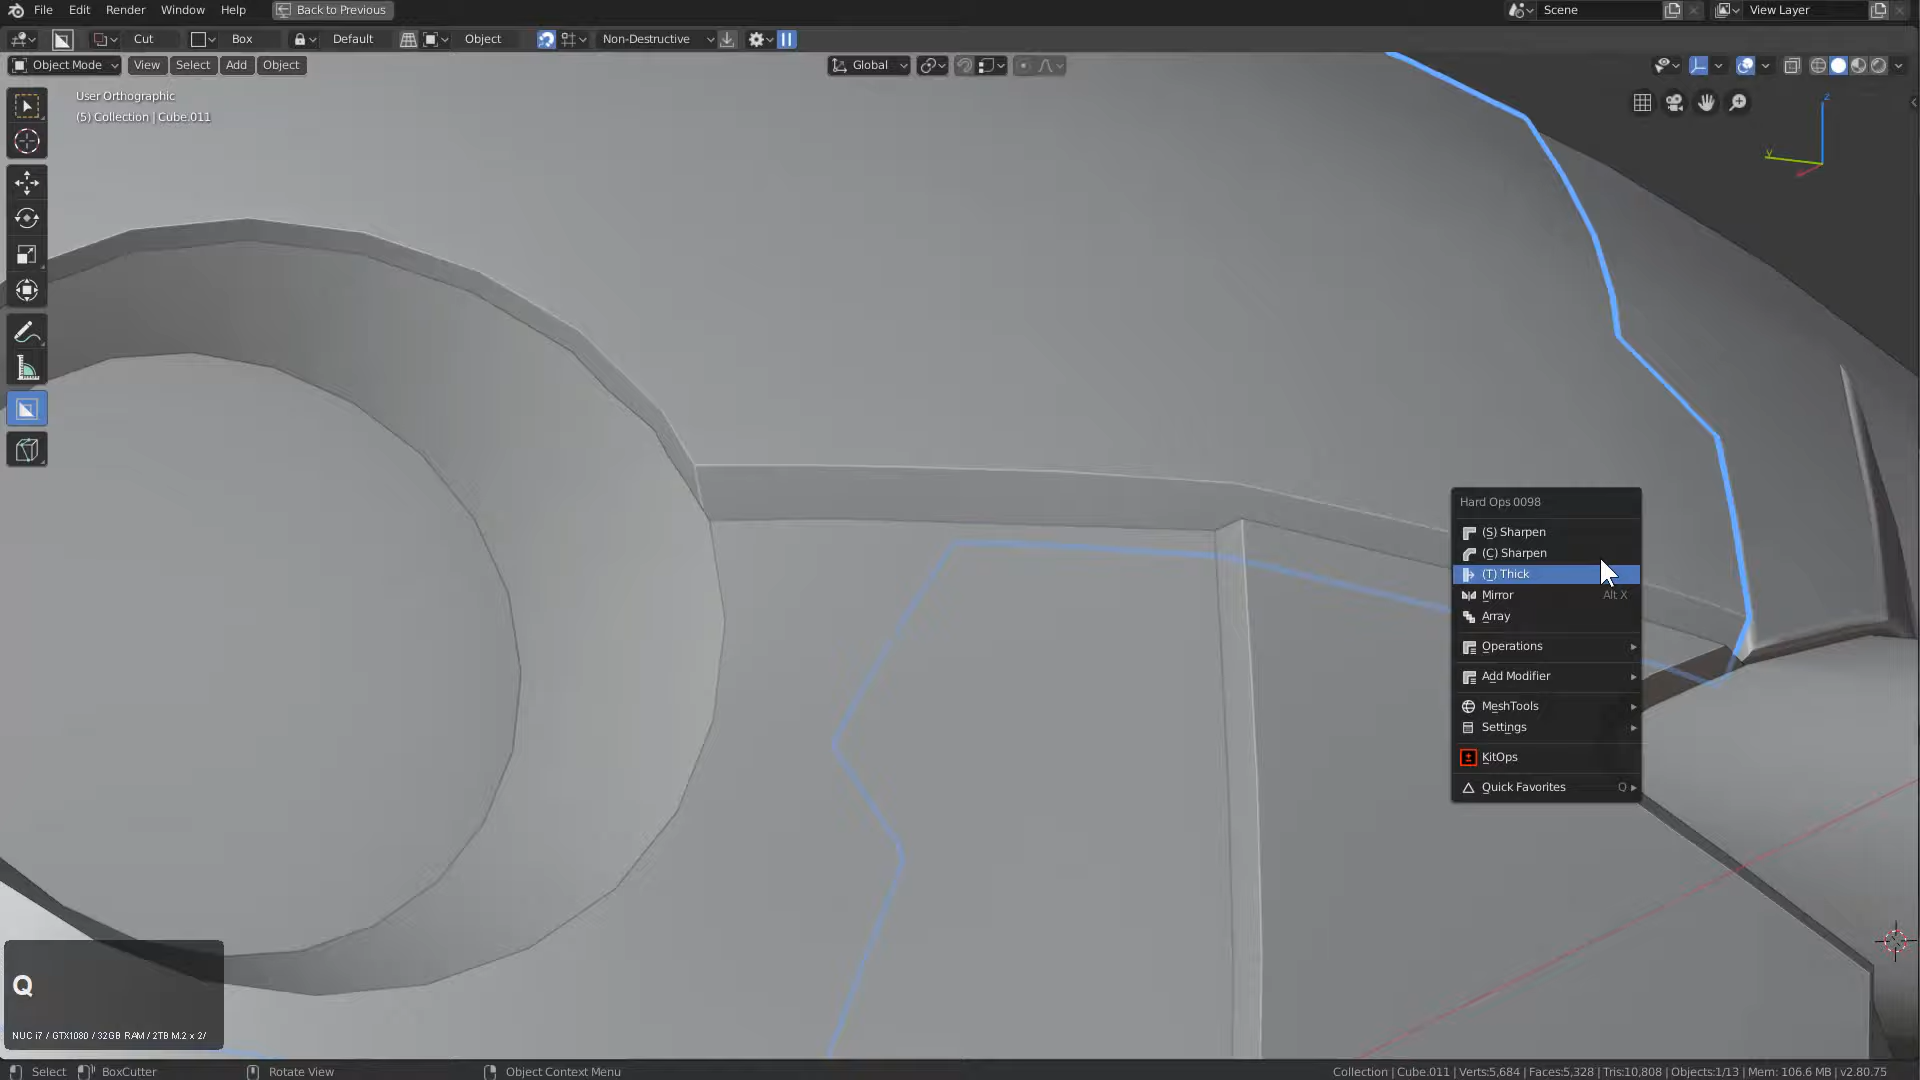 File Edit Render Window Help Back to Previous Scene View Layer
Cut Box Default Object Non-Destructive
Object Mode View Select Add Object Global
User Orthographic
(5) Collection | Cube.011
Z
Y
Hard Ops 0098
(S) Sharpen
(C) Sharpen
(T) Thick
Mirror Alt X
Array
Operations
Add Modifier
MeshTools
Settings
KitOps
Quick Favorites Q
Q
NUC i7 / GTX1080 / 32GB RAM / 2TB M.2 x 2/
Select BoxCutter Rotate View Object Context Menu Collection | Cube.011 | Verts:5,684 | Faces:5,328 | Tris:10,808 | Objects:1/13 | Mem: 106.6 MB | v2.80.75